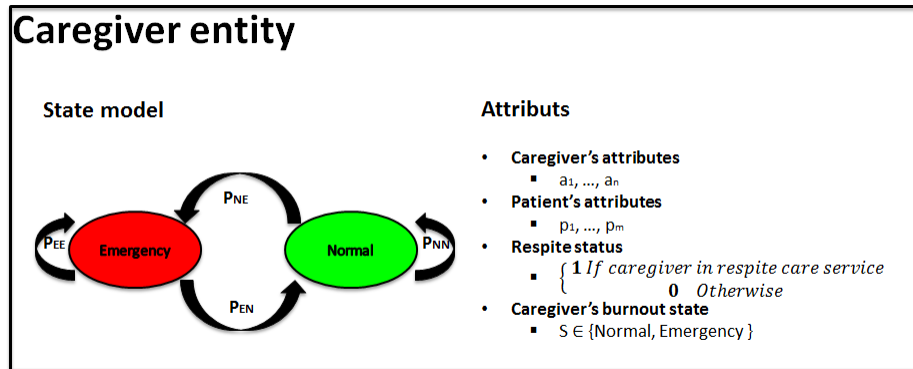 Caregiver entity
State model
PNE
PEE
Emergency
Normal
PNN
PEN
Attributs
• Caregiver's attributes
▪ a1, ..., an
• Patient's attributes
▪ p1, ..., pm
• Respite status
▪ { 1 If caregiver in respite care service
0 Otherwise
• Caregiver's burnout state
▪ S ∈ {Normal, Emergency }